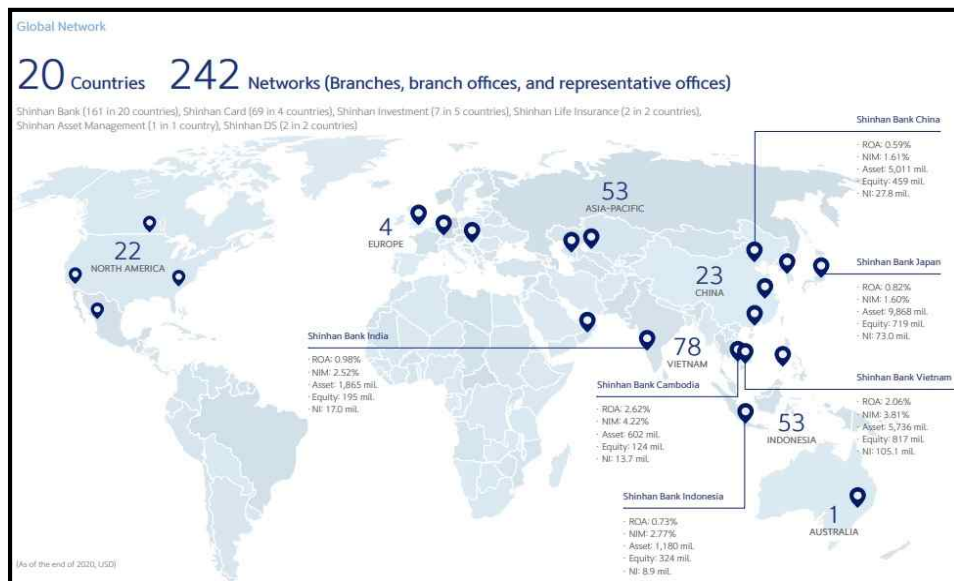 Global Network
20 Countries 242 Networks (Branches, branch offices, and representative offices)
Shinhan Bank (161 in 20 countries), Shinhan Card (69 in 4 countries), Shinhan Investment (7 in 5 countries), Shinhan Life Insurance (2 in 2 countries),
Shinhan Asset Management (1 in 1 country), Shinhan DS (2 in 2 countries)
Shinhan Bank China
· ROA: 0.59%
· NIM: 1.61%
· Asset: 5,011 mil.
· Equity: 459 mil.
· NI: 27.8 mil.
53
ASIA-PACIFIC
4
EUROPE
22
NORTH AMERICA
23
CHINA
Shinhan Bank Japan
· ROA: 0.82%
· NIM: 1.60%
· Asset: 9,868 mil.
· Equity: 719 mil.
· NI: 73.0 mil.
Shinhan Bank India
· ROA: 0.98%
· NIM: 2.52%
· Asset: 1,865 mil.
· Equity: 195 mil.
· NI: 17.0 mil.
78
VIETNAM
Shinhan Bank Cambodia
· ROA: 2.62%
· NIM: 4.22%
· Asset: 602 mil.
· Equity: 124 mil.
· NI: 13.7 mil.
Shinhan Bank Vietnam
· ROA: 2.06%
· NIM: 3.81%
· Asset: 5,736 mil.
· Equity: 817 mil.
· NI: 105.1 mil.
53
INDONESIA
Shinhan Bank Indonesia
· ROA: 0.73%
· NIM: 2.77%
· Asset: 1,180 mil.
· Equity: 324 mil.
· NI: 8.9 mil.
1
AUSTRALIA
(As of the end of 2020, USD)